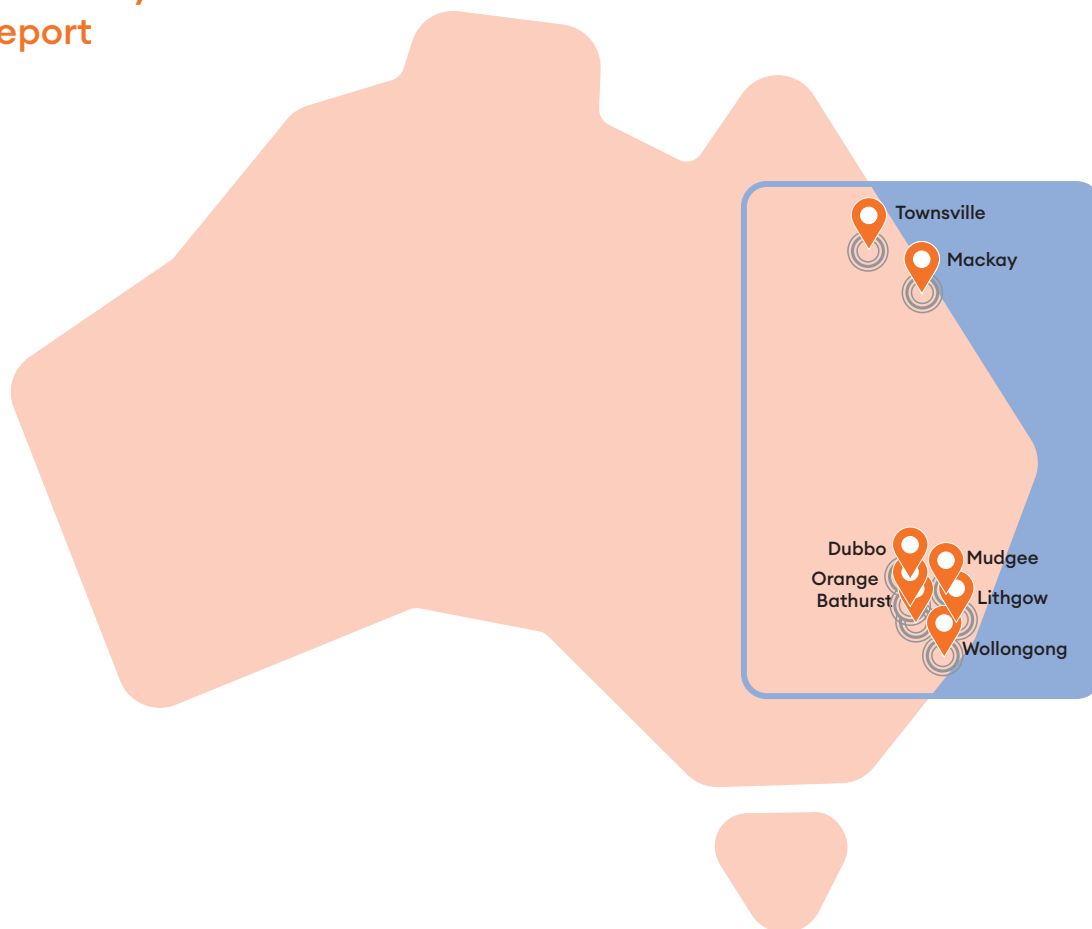 eport
Townsville
Mackay
Dubbo
Mudgee
Orange
Bathurst
Lithgow
Wollongong